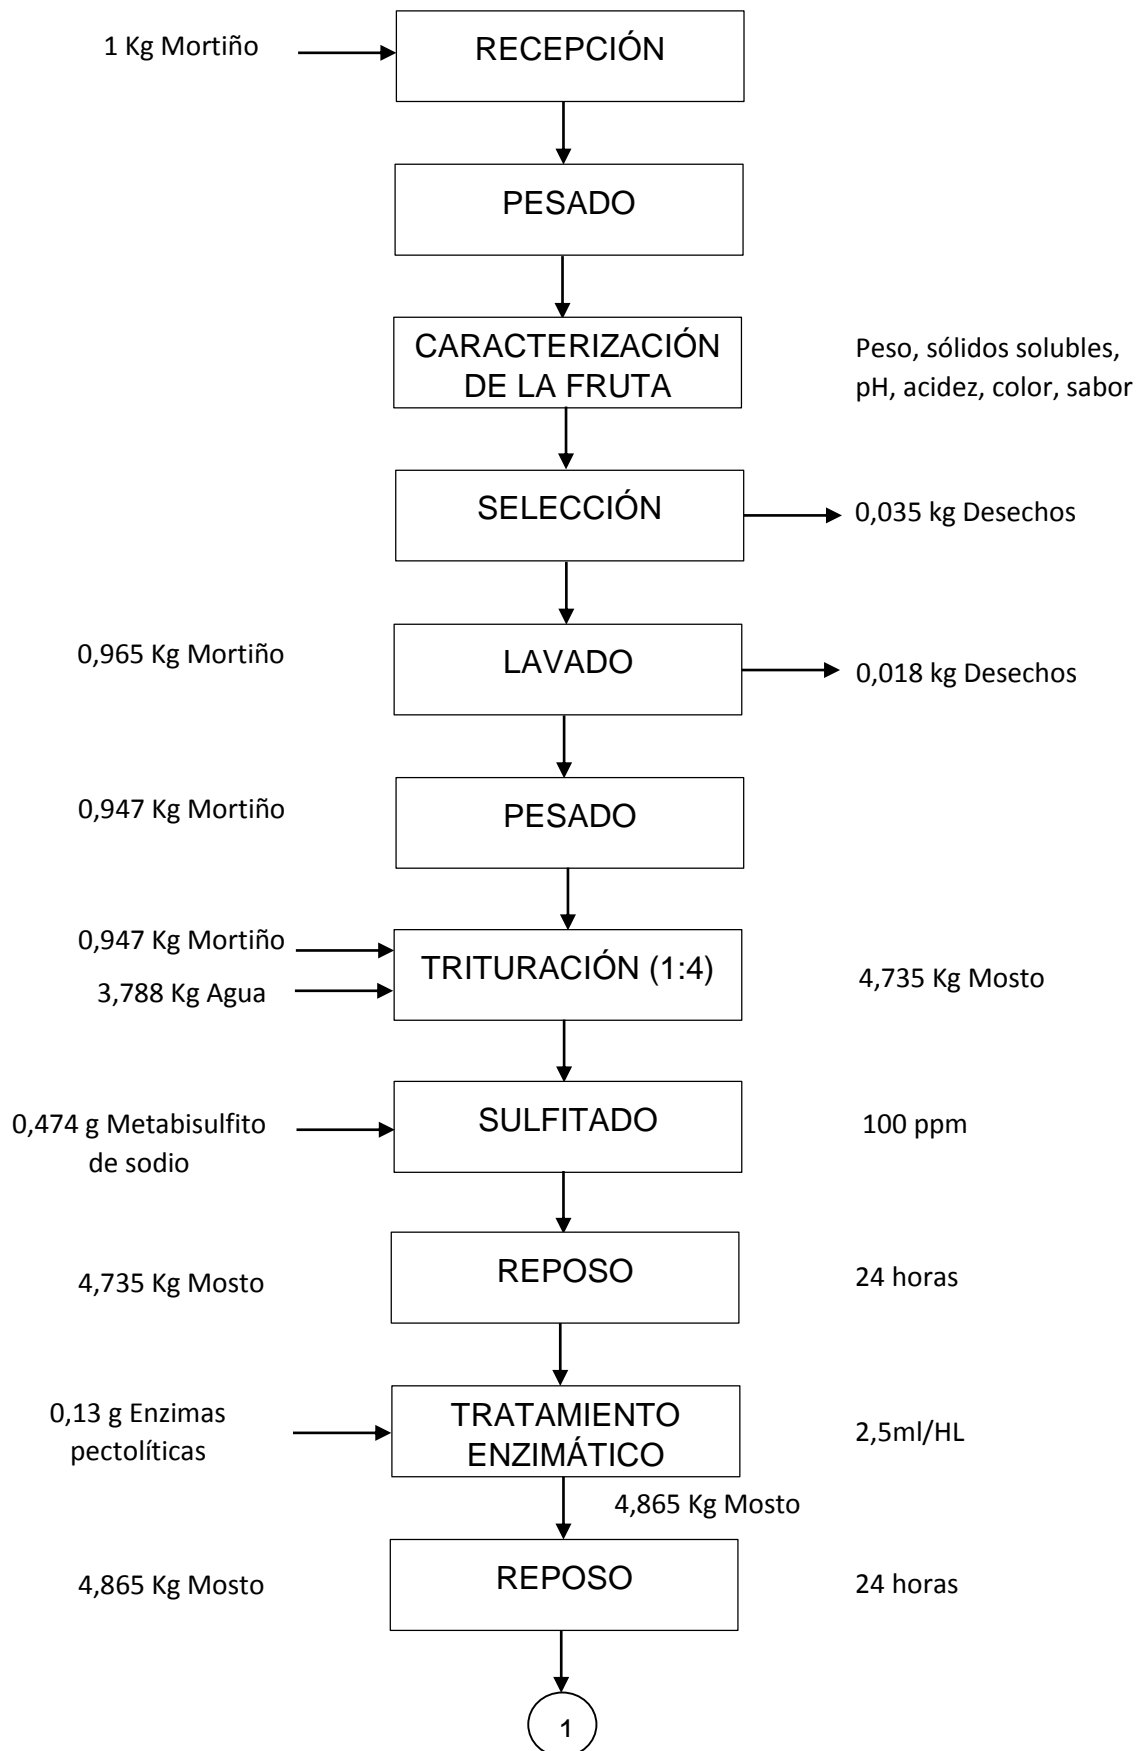 1 Kg Mortiño
RECEPCIÓN
PESADO
CARACTERIZACIÓN
DE LA FRUTA
Peso, sólidos solubles,
pH, acidez, color, sabor
SELECCIÓN
0,035 kg Desechos
0,965 Kg Mortiño
LAVADO
0,018 kg Desechos
0,947 Kg Mortiño
PESADO
0,947 Kg Mortiño
3,788 Kg Agua
TRITURACIÓN (1:4)
4,735 Kg Mosto
0,474 g Metabisulfito
de sodio
SULFITADO
100 ppm
4,735 Kg Mosto
REPOSO
24 horas
0,13 g Enzimas
pectolíticas
TRATAMIENTO
ENZIMÁTICO
2,5ml/HL
4,865 Kg Mosto
4,865 Kg Mosto
REPOSO
24 horas
1